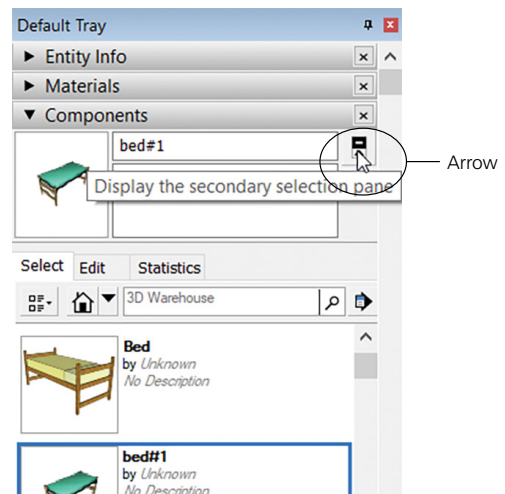 Default Tray
Entity Info
Materials
Components
bed#1
Arrow
Display the secondary selection pane
Select Edit Statistics
3D Warehouse
Bed
by Unknown
No Description
bed#1
by Unknown
No Description